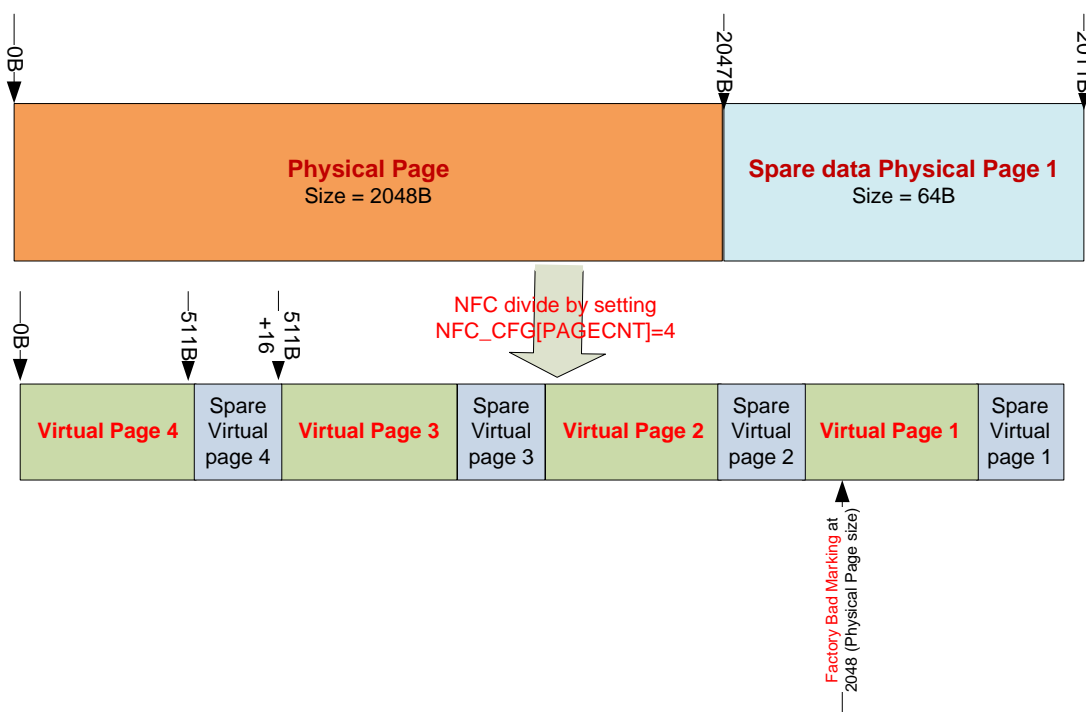 0B
2047B
Physical Page
Size = 2048B
Spare data Physical Page 1
Size = 64B
NFC divide by setting
NFC_CFG[PAGECNT]=4
0B
511B
511B
+16
Virtual Page 4
Spare
Virtual
page 4
Virtual Page 3
Spare
Virtual
page 3
Virtual Page 2
Spare
Virtual
page 2
Virtual Page 1
Spare
Virtual
page 1
Factory Bad Marking at
2048 (Physical Page size)